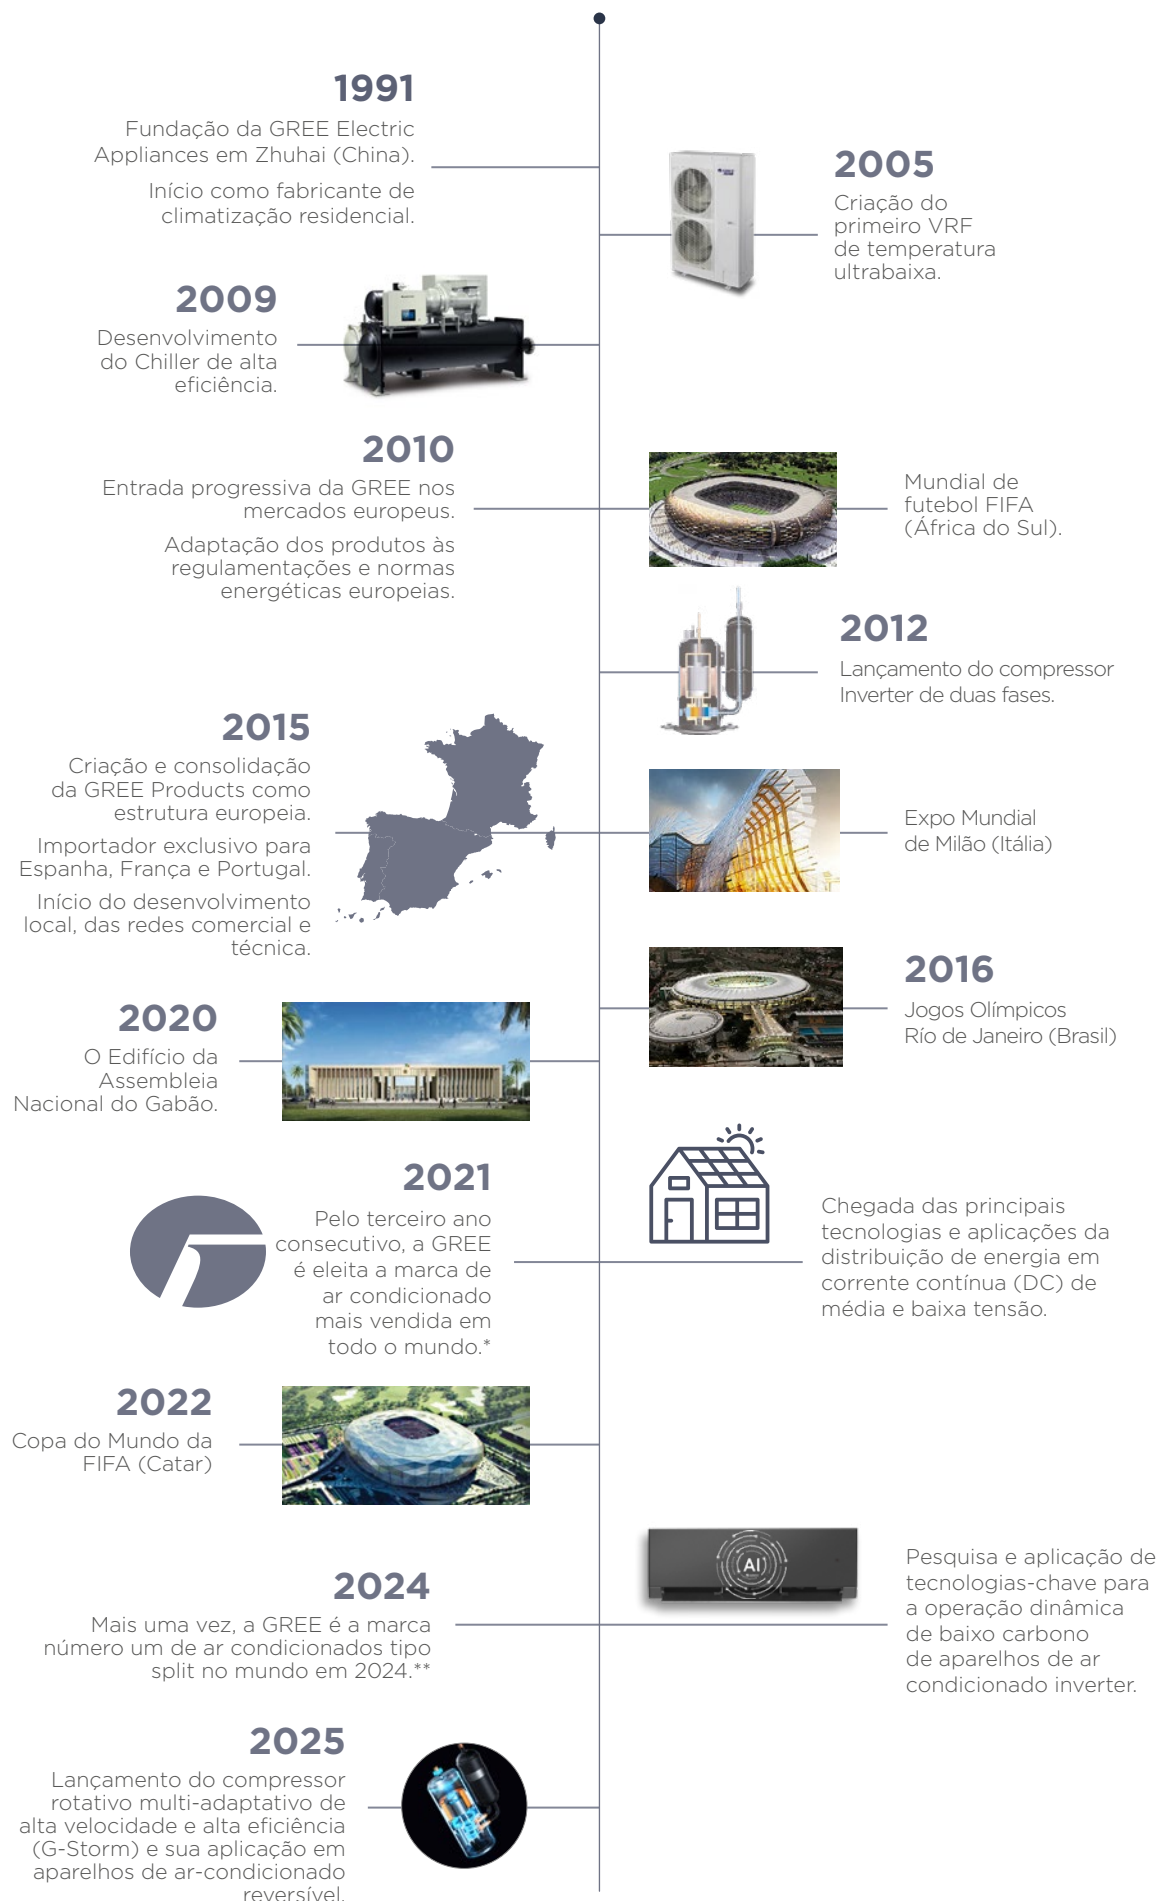 1991
Fundação da GREE Electric
Appliances em Zhuhai (China).
Início como fabricante de
climatização residencial.
2005
Criação do
primeiro VRF
de temperatura
ultrabaixa.
2009
Desenvolvimento
do Chiller de alta
eficiência.
2010
Entrada progressiva da GREE nos
mercados europeus.
Adaptação dos produtos às
regulamentações e normas
energéticas europeias.
Mundial de
futebol FIFA
(África do Sul).
2012
Lançamento do compressor
Inverter de duas fases.
2015
Criação e consolidação
da GREE Products como
estrutura europeia.
Importador exclusivo para
Espanha, França e Portugal.
Início do desenvolvimento
local, das redes comercial e
técnica.
Expo Mundial
de Milão (Itália)
2016
Jogos Olímpicos
Río de Janeiro (Brasil)
2020
O Edifício da
Assembleia
Nacional do Gabão.
2021
Pelo terceiro ano
consecutivo, a GREE
é eleita a marca de
ar condicionado
mais vendida em
todo o mundo.*
Chegada das principais
tecnologias e aplicações da
distribuição de energia em
corrente contínua (DC) de
média e baixa tensão.
2022
Copa do Mundo da
FIFA (Catar)
2024
Mais uma vez, a GREE é a marca
número um de ar condicionados tipo
split no mundo em 2024.**
AI
Pesquisa e aplicação de
tecnologias-chave para
a operação dinâmica
de baixo carbono
de aparelhos de ar
condicionado inverter.
2025
Lançamento do compressor
rotativo multi-adaptativo de
alta velocidade e alta eficiência
(G-Storm) e sua aplicação em
aparelhos de ar-condicionado
reversível.